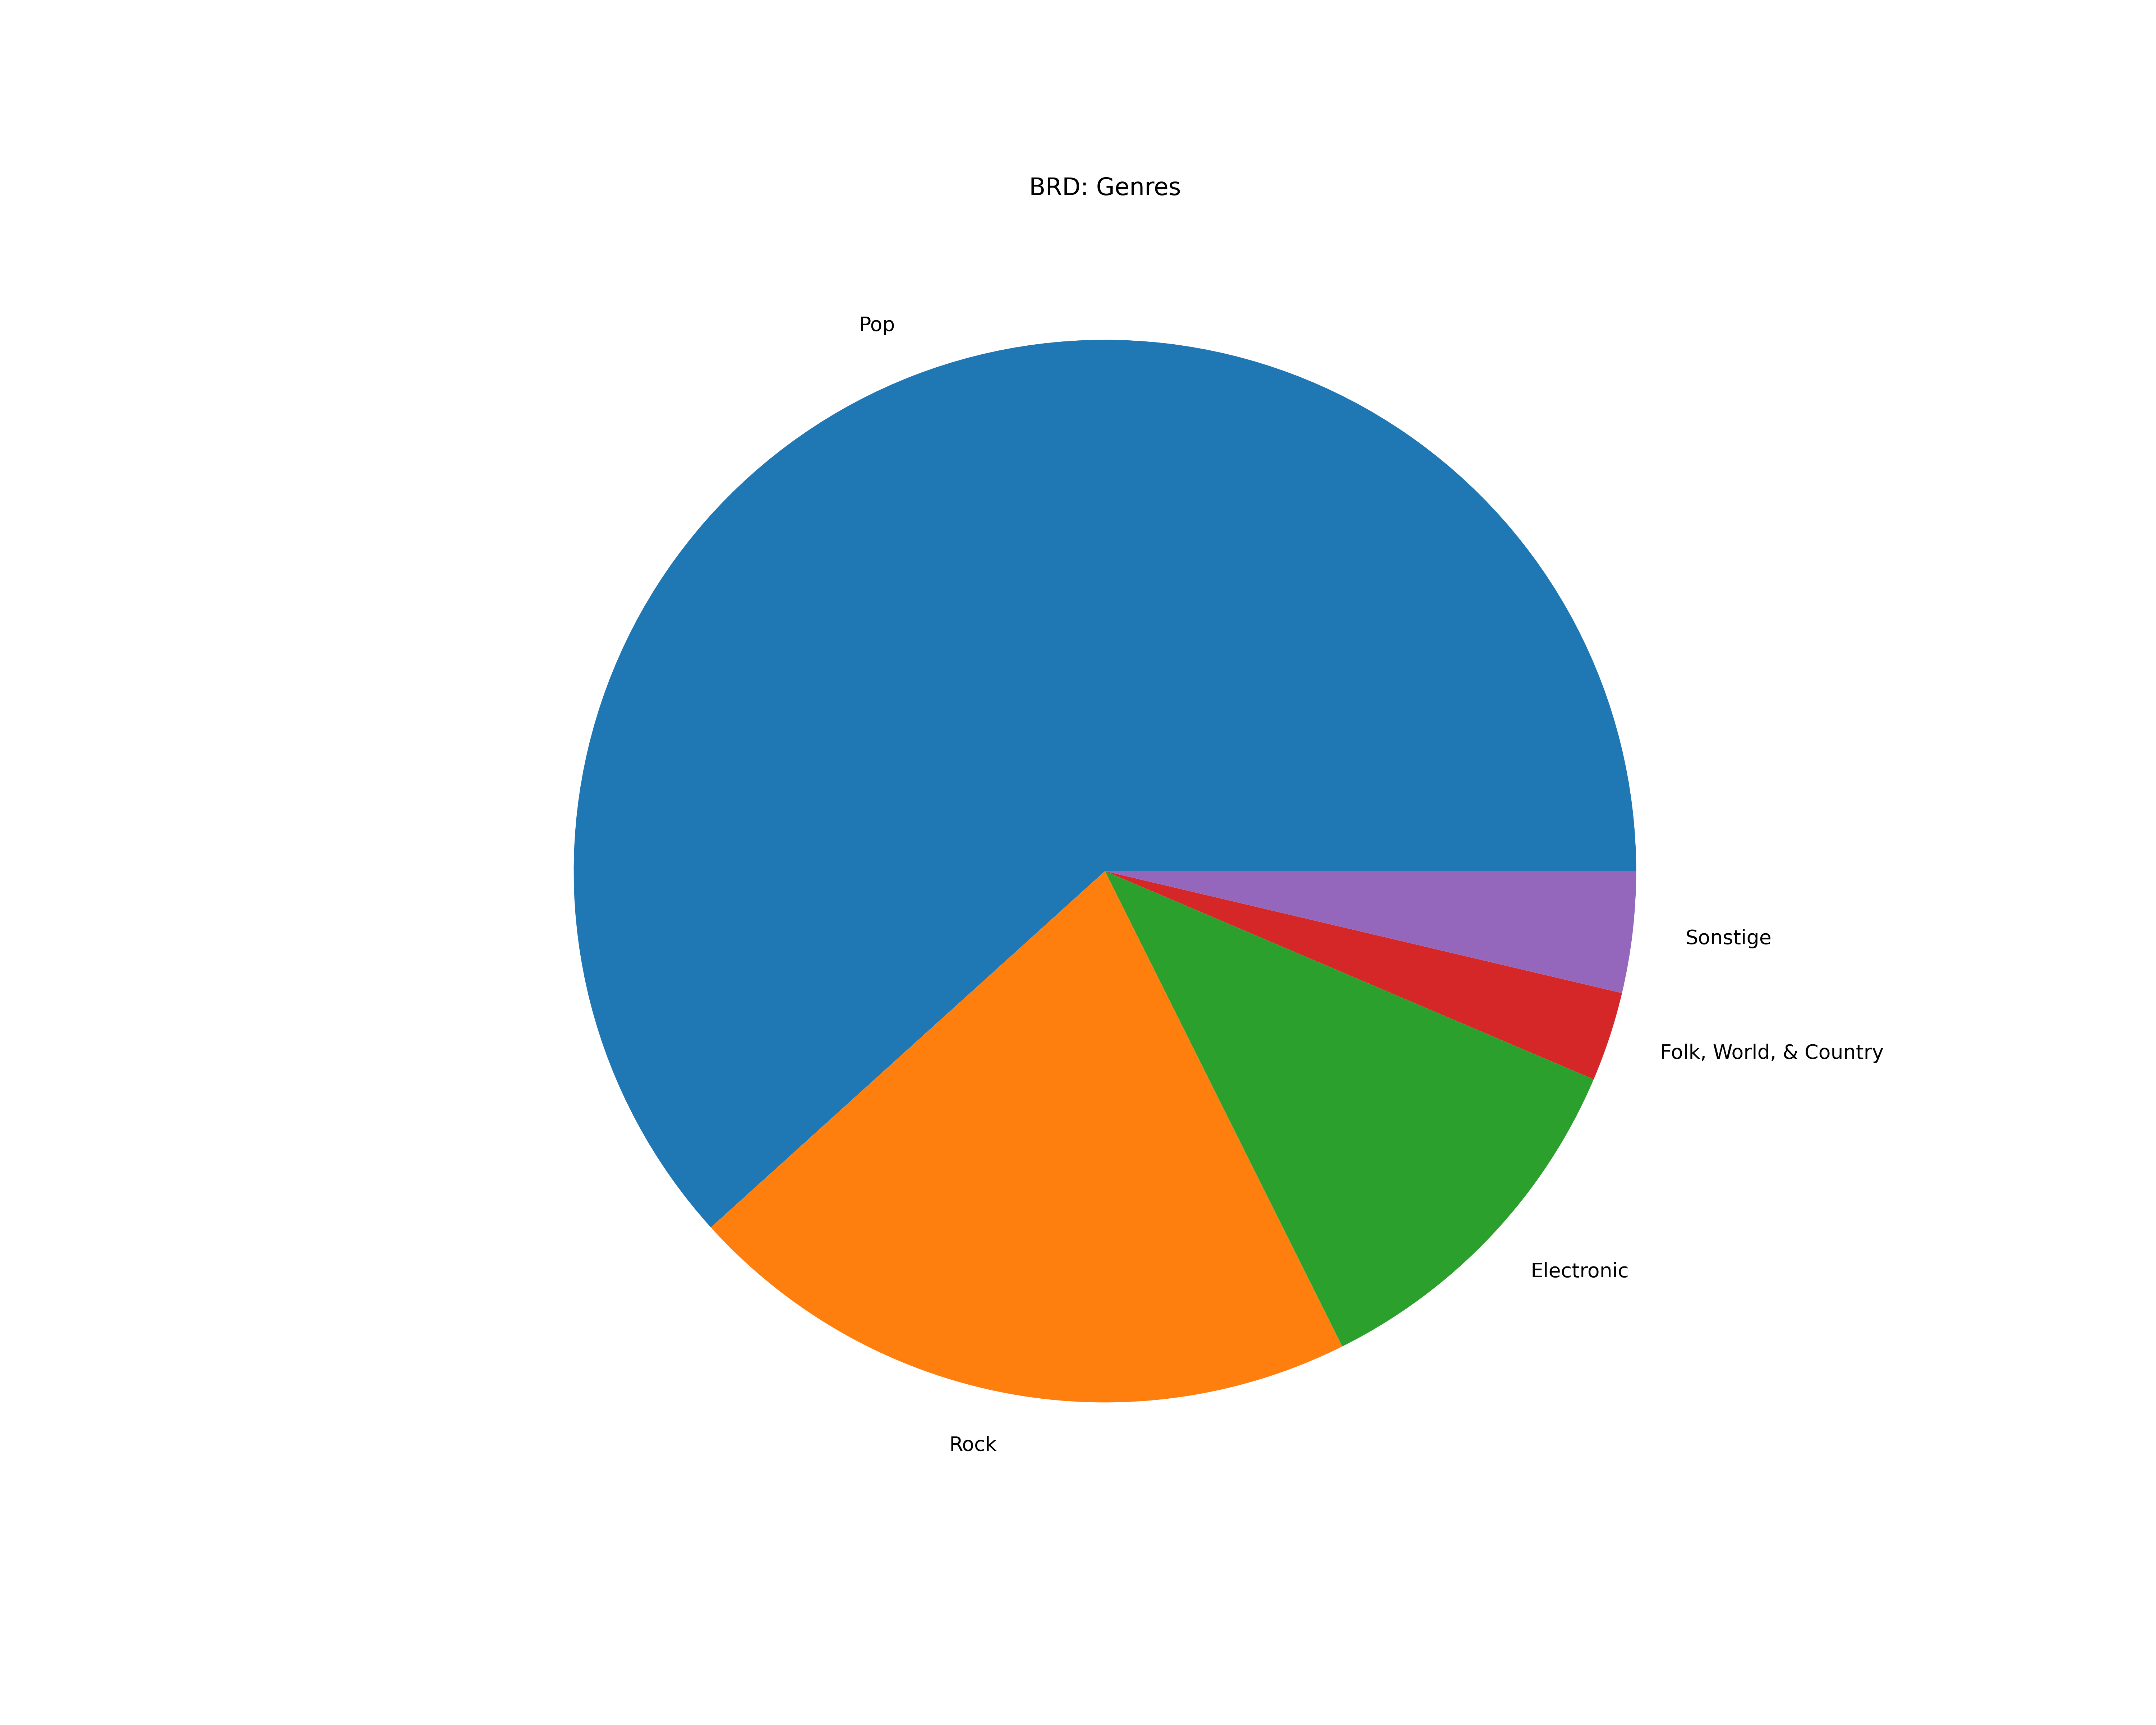 BRD: Genres
Pop
Sonstige
Folk, World, & Country
Electronic
Rock